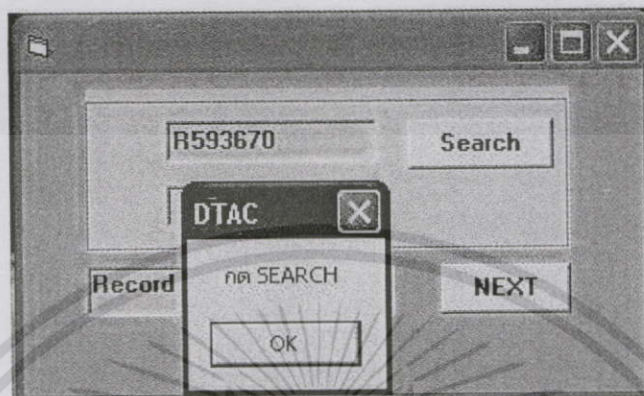 R593670
Search
DTAC
กด SEARCH
OK
Record
NEXT